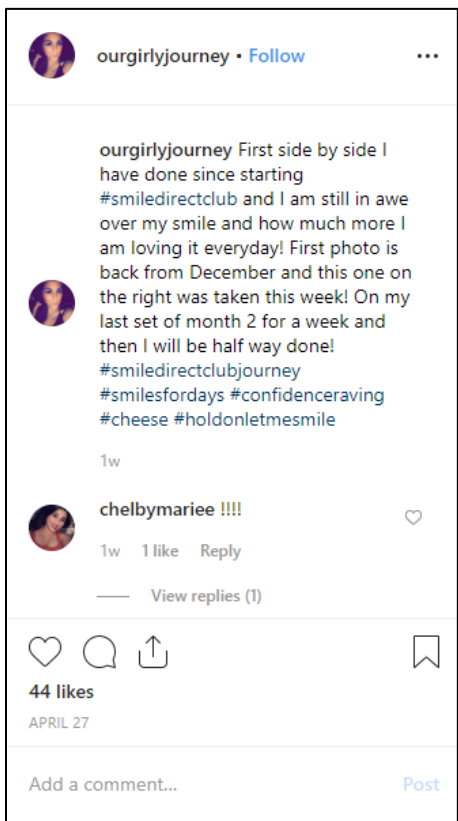 ourgirlyjourney • Follow
ourgirlyjourney First side by side I
have done since starting
#smiledirectclub and I am still in awe
over my smile and how much more I
am loving it everyday! First photo is
back from December and this one on
the right was taken this week! On my
last set of month 2 for a week and
then I will be half way done!
#smiledirectclubjourney
#smilesfordays #confidenceraving
#cheese #holdonletmesmile
1w
chelbymariee !!!!
1w 1 like Reply
View replies (1)
44 likes
APRIL 27
Add a comment... Post